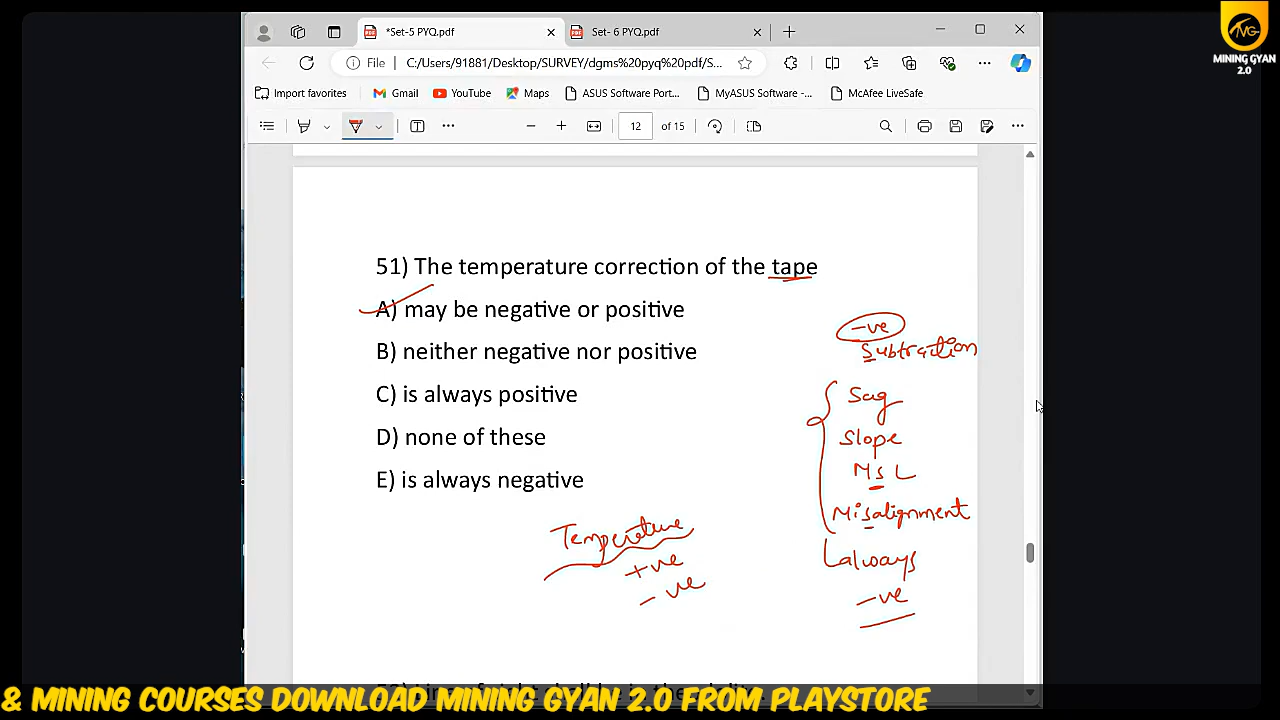 *Set-5 PYQ.pdf
Set- 6 PYQ.pdf
MINING GYAN
2.0
File
C:/Users/91881/Desktop/SURVEY/dgms%20pyq%20pdf/S...
Import favorites
Gmail
YouTube
Maps
ASUS Software Port...
MyASUS Software -...
McAfee LiveSafe
12 of 15
51) The temperature correction of the tape
A) may be negative or positive
B) neither negative nor positive
C) is always positive
D) none of these
E) is always negative
-ve
Subtraction
Sag
Slope
MSL
Misalignment
always
-ve
Temperature
+ve
-ve
& MINING COURSES DOWNLOAD MINING GYAN 2.0 FROM PLAYSTORE